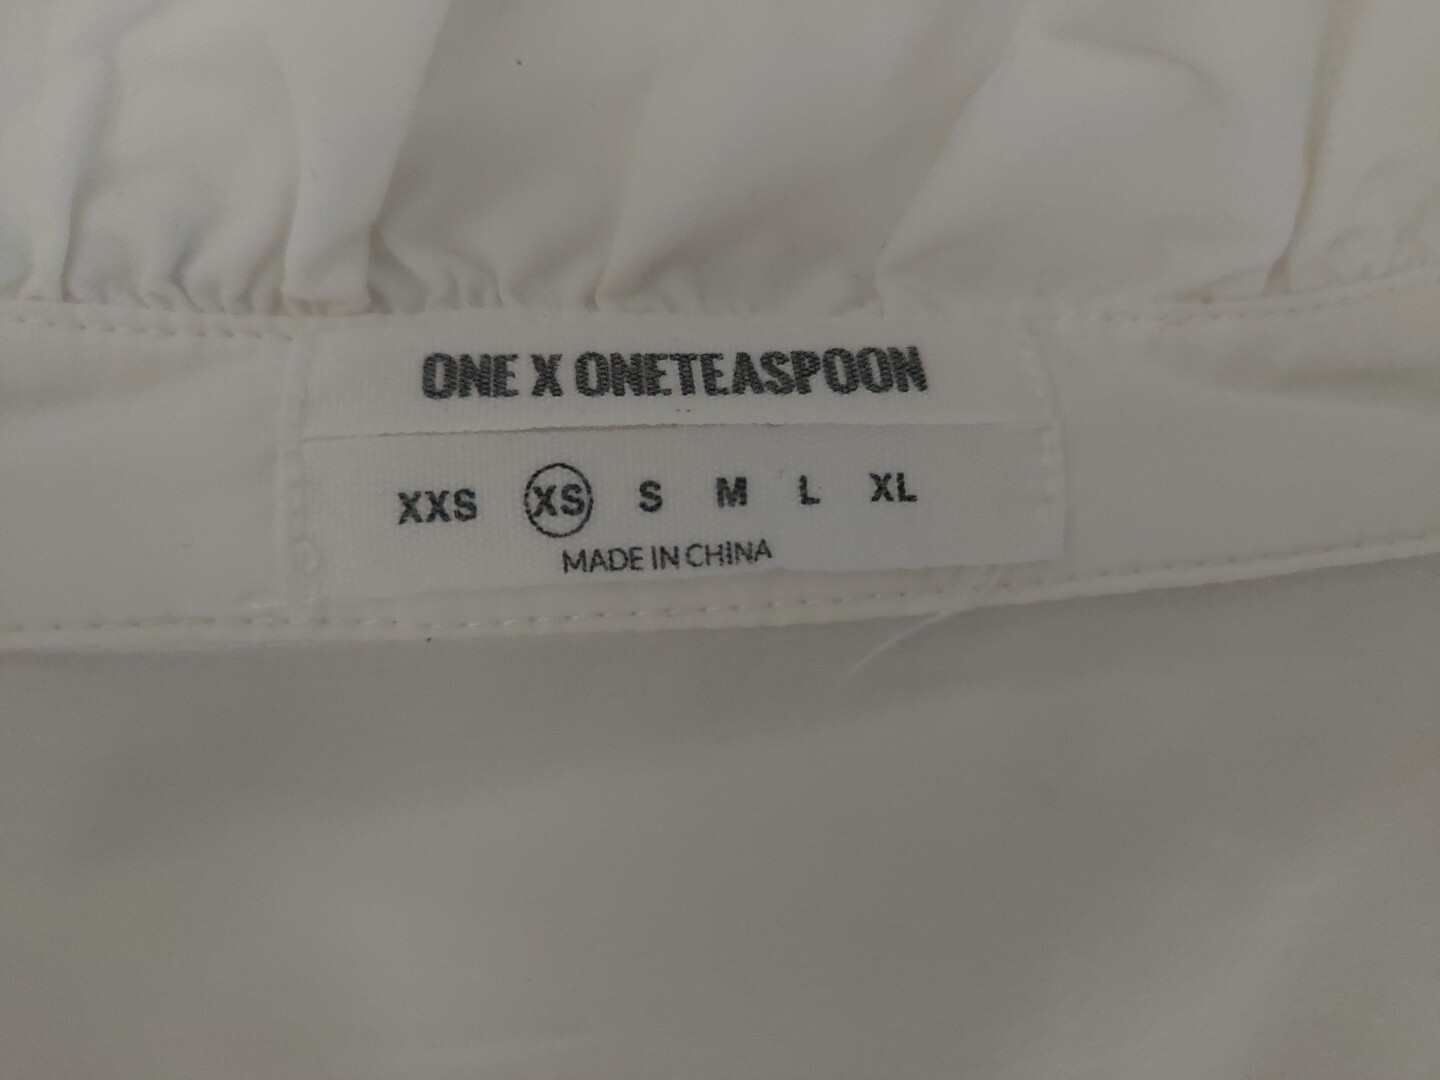 ONE X ONETEASPOON
XXS XS S M L XL
MADE IN CHINA